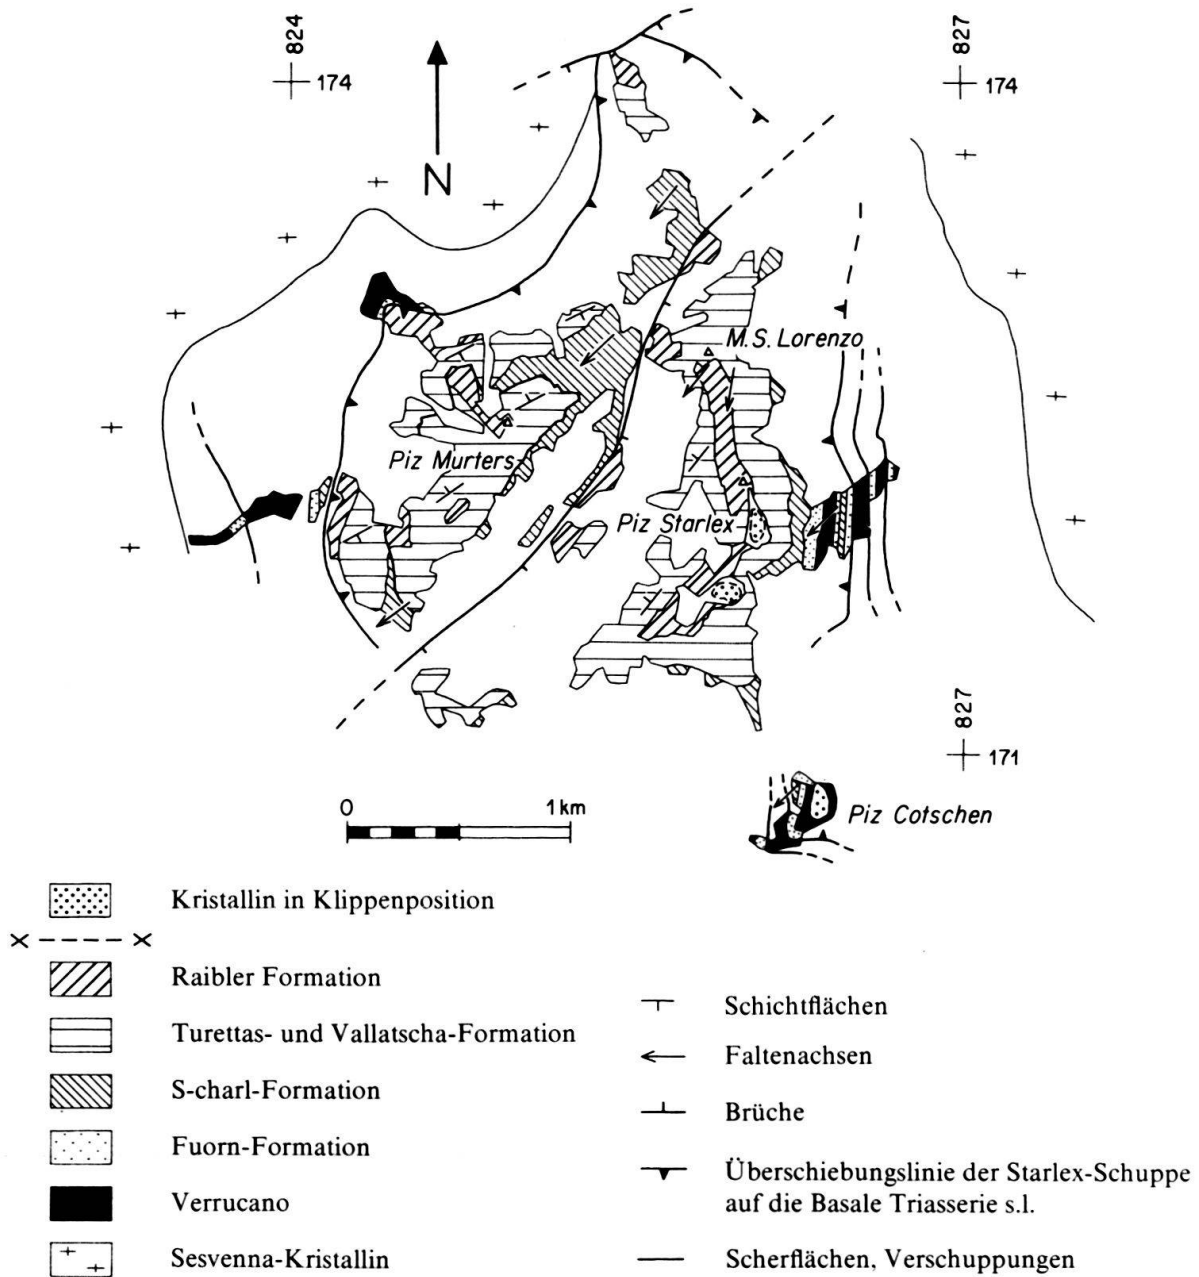 824
174
N
827
174
M.S. Lorenzo
Piz Murters
Piz Starlex
827
171
0 1 km
Piz Cotschen
Kristallin in Klippenposition
x x
Raibler Formation
Turettas- und Vallatscha-Formation
S-charl-Formation
Fuorn-Formation
Verrucano
Sesvenna-Kristallin
Schichtflächen
Faltenachsen
Brüche
Überschiebungslinie der Starlex-Schuppe
auf die Basale Triasserie s.l.
Scherflächen, Verschuppungen